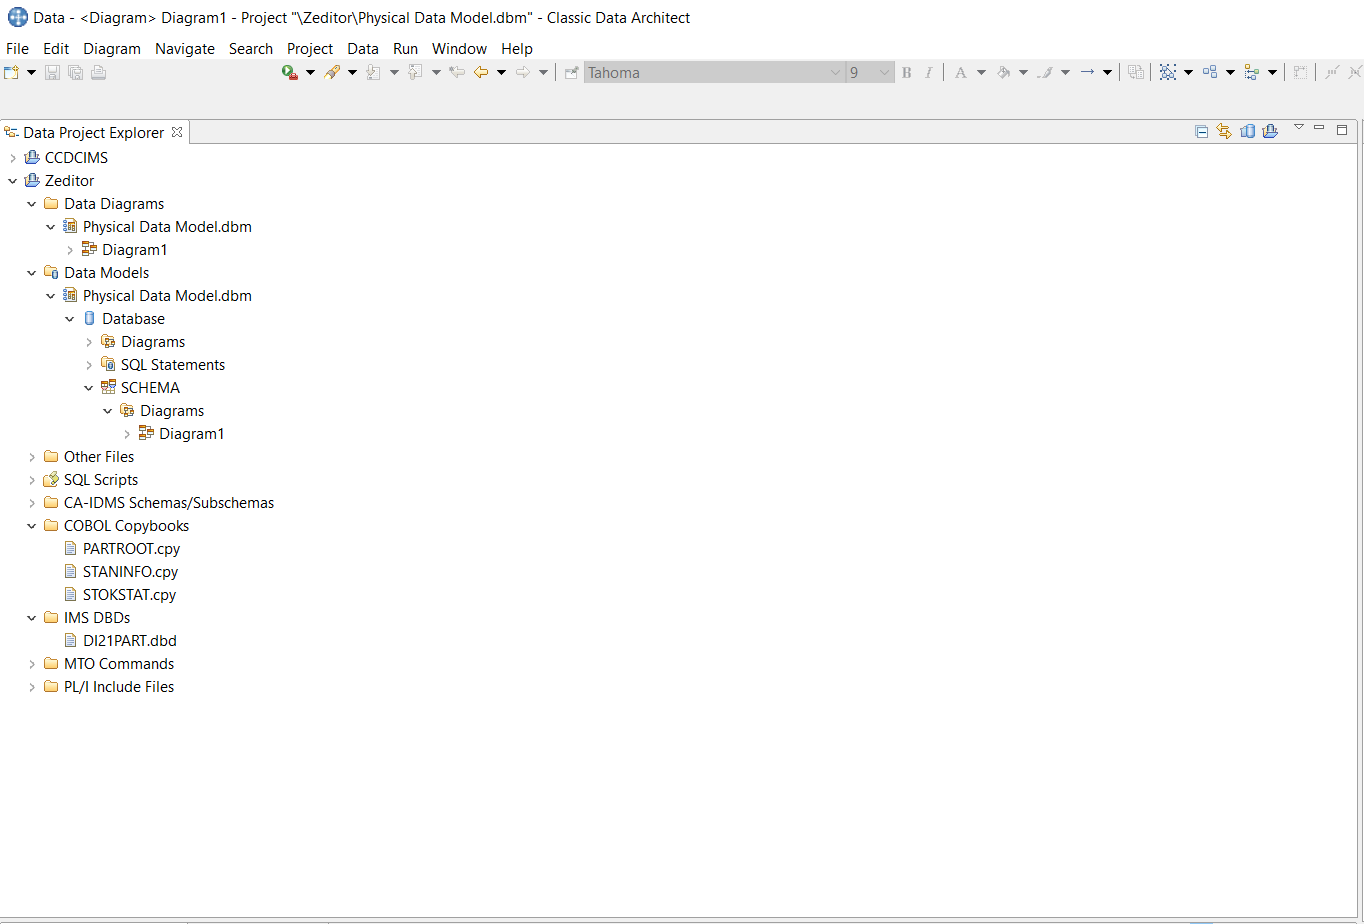 Data - <Diagram> Diagram1 - Project "\Zeditor\Physical Data Model.dbm" - Classic Data Architect
File Edit Diagram Navigate Search Project Data Run Window Help
Tahoma 9 B I A
Data Project Explorer
CCDCIMS
Zeditor
Data Diagrams
Physical Data Model.dbm
Diagram1
Data Models
Physical Data Model.dbm
Database
Diagrams
SQL Statements
SCHEMA
Diagrams
Diagram1
Other Files
SQL Scripts
CA-IDMS Schemas/Subschemas
COBOL Copybooks
PARTROOT.cpy
STANINFO.cpy
STOKSTAT.cpy
IMS DBDs
DI21PART.dbd
MTO Commands
PL/I Include Files